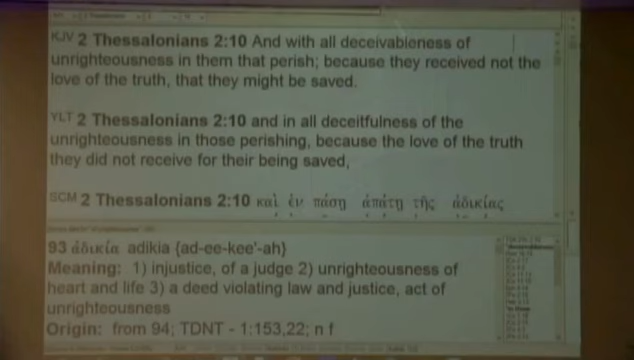 KJV 2 Thessalonians 2:10 And with all deceivableness of
unrighteousness in them that perish; because they received not the
love of the truth, that they might be saved.
YLT 2 Thessalonians 2:10 and in all deceitfulness of the
unrighteousness in those perishing, because the love of the truth
they did not receive for their being saved,
SCM 2 Thessalonians 2:10 καὶ ἐν πάσῃ ἀπάτῃ τῆς ἀδικίας
93 ἀδικία adikia {ad-ee-kee'-ah}
Meaning: 1) injustice, of a judge 2) unrighteousness of
heart and life 3) a deed violating law and justice, act of
unrighteousness
Origin: from 94; TDNT - 1:153,22; n f